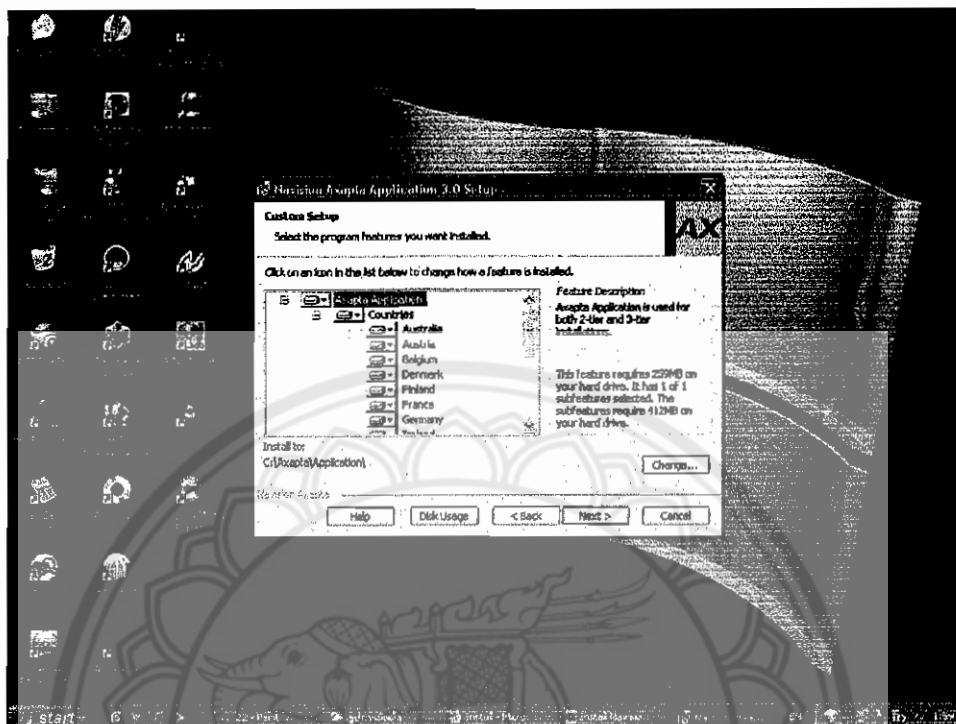 Navision Axapta Application 3.0 Setup
AX
Custom Setup
Select the program features you want installed.
Click on an icon in the list below to change how a feature is installed.
Axapta Application
Countries
Australia
Austria
Belgium
Denmark
Finland
France
Germany
Feature Description
Axapta Application is used for
both 2-tier and 3-tier
installations.
This feature requires 259MB on
your hard drive. It has 1 of 1
subfeatures selected. The
subfeatures require 412MB on
your hard drive.
Install to:
C:\Axapta\Application\
Change...
Navision Axapta
Help
Disk Usage
< Back
Next >
Cancel
start